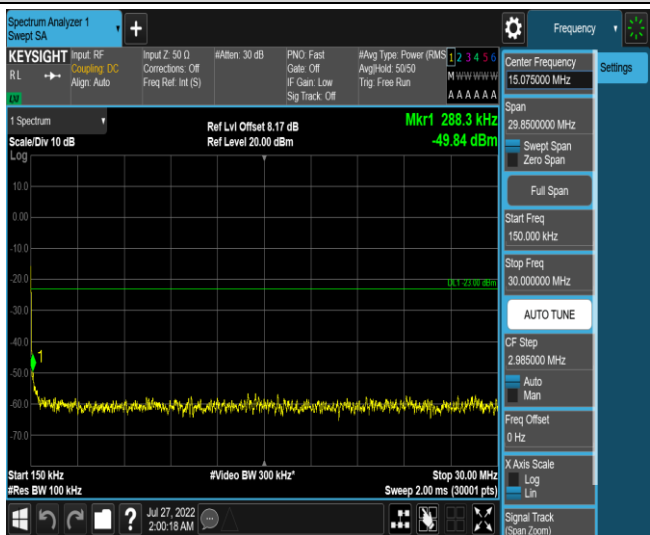 Spectrum Analyzer 1
Swept SA
+
Frequency
KEYSIGHT
RL
LXI
Input: RF
Coupling: DC
Align: Auto
Input Z: 50 Ω
Corrections: Off
Freq Ref: Int (S)
#Atten: 30 dB
PNO: Fast
Gate: Off
IF Gain: Low
Sig Track: Off
#Avg Type: Power (RMS
Avg|Hold: 50/50
Trig: Free Run
1 2 3 4 5 6
M W W W W W
A A A A A A
1 Spectrum
Scale/Div 10 dB
Log
Ref Lvl Offset 8.17 dB
Ref Level 20.00 dBm
Mkr1 288.3 kHz
-49.84 dBm
10.0
0.00
-10.0
-20.0
DL1 -23.00 dBm
-30.0
-40.0
1
-50.0
-60.0
-70.0
Start 150 kHz
#Res BW 100 kHz
#Video BW 300 kHz*
Stop 30.00 MHz
Sweep 2.00 ms (30001 pts)
?
Jul 27, 2022
2:00:18 AM
Center Frequency
15.075000 MHz
Settings
Span
29.8500000 MHz
Swept Span
Zero Span
Full Span
Start Freq
150.000 kHz
Stop Freq
30.000000 MHz
AUTO TUNE
CF Step
2.985000 MHz
Auto
Man
Freq Offset
0 Hz
X Axis Scale
Log
Lin
Signal Track
(Span Zoom)